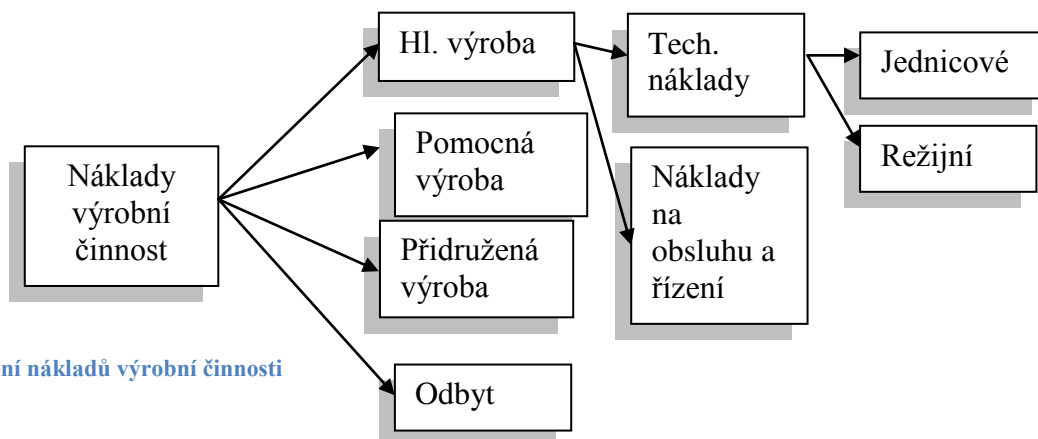 Náklady
výrobní
činnost
Hl. výroba
Pomocná
výroba
Přidružená
výroba
Odbyt
Tech.
náklady
Náklady
na
obsluhu a
řízení
Jednicové
Režijní
ní nákladů výrobní činnosti